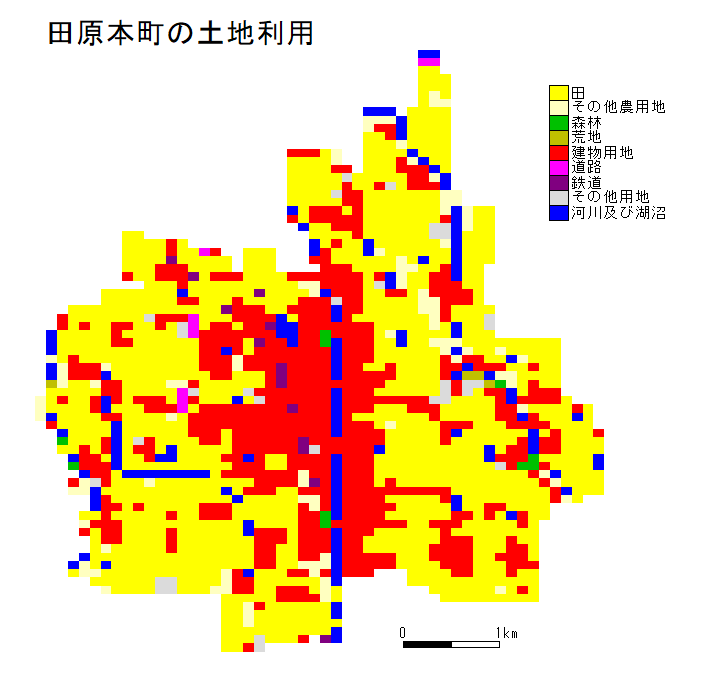 田原本町の土地利用
田
その他農用地
森林
荒地
建物用地
道路
鉄道
その他用地
河川及び湖沼
0 1km